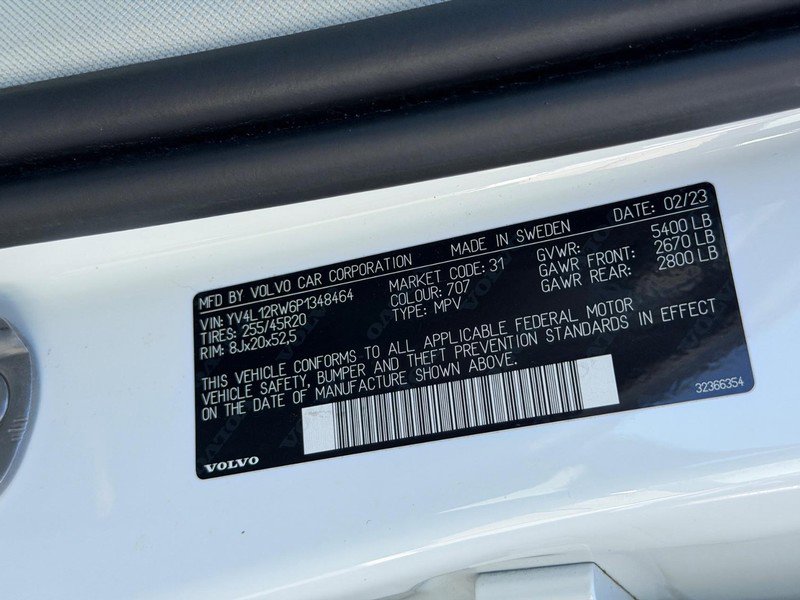 MFD BY VOLVO CAR CORPORATION MADE IN SWEDEN DATE: 02/23
VIN: YV4L12RW6P1348464 MARKET CODE: 31 GVWR: 5400 LB
TIRES: 255/45R20 COLOUR: 707 GAWR FRONT: 2670 LB
RIM: 8Jx20x52,5 TYPE: MPV GAWR REAR: 2800 LB
THIS VEHICLE CONFORMS TO ALL APPLICABLE FEDERAL MOTOR
VEHICLE SAFETY, BUMPER AND THEFT PREVENTION STANDARDS IN EFFECT
ON THE DATE OF MANUFACTURE SHOWN ABOVE.
32366354
VOLVO